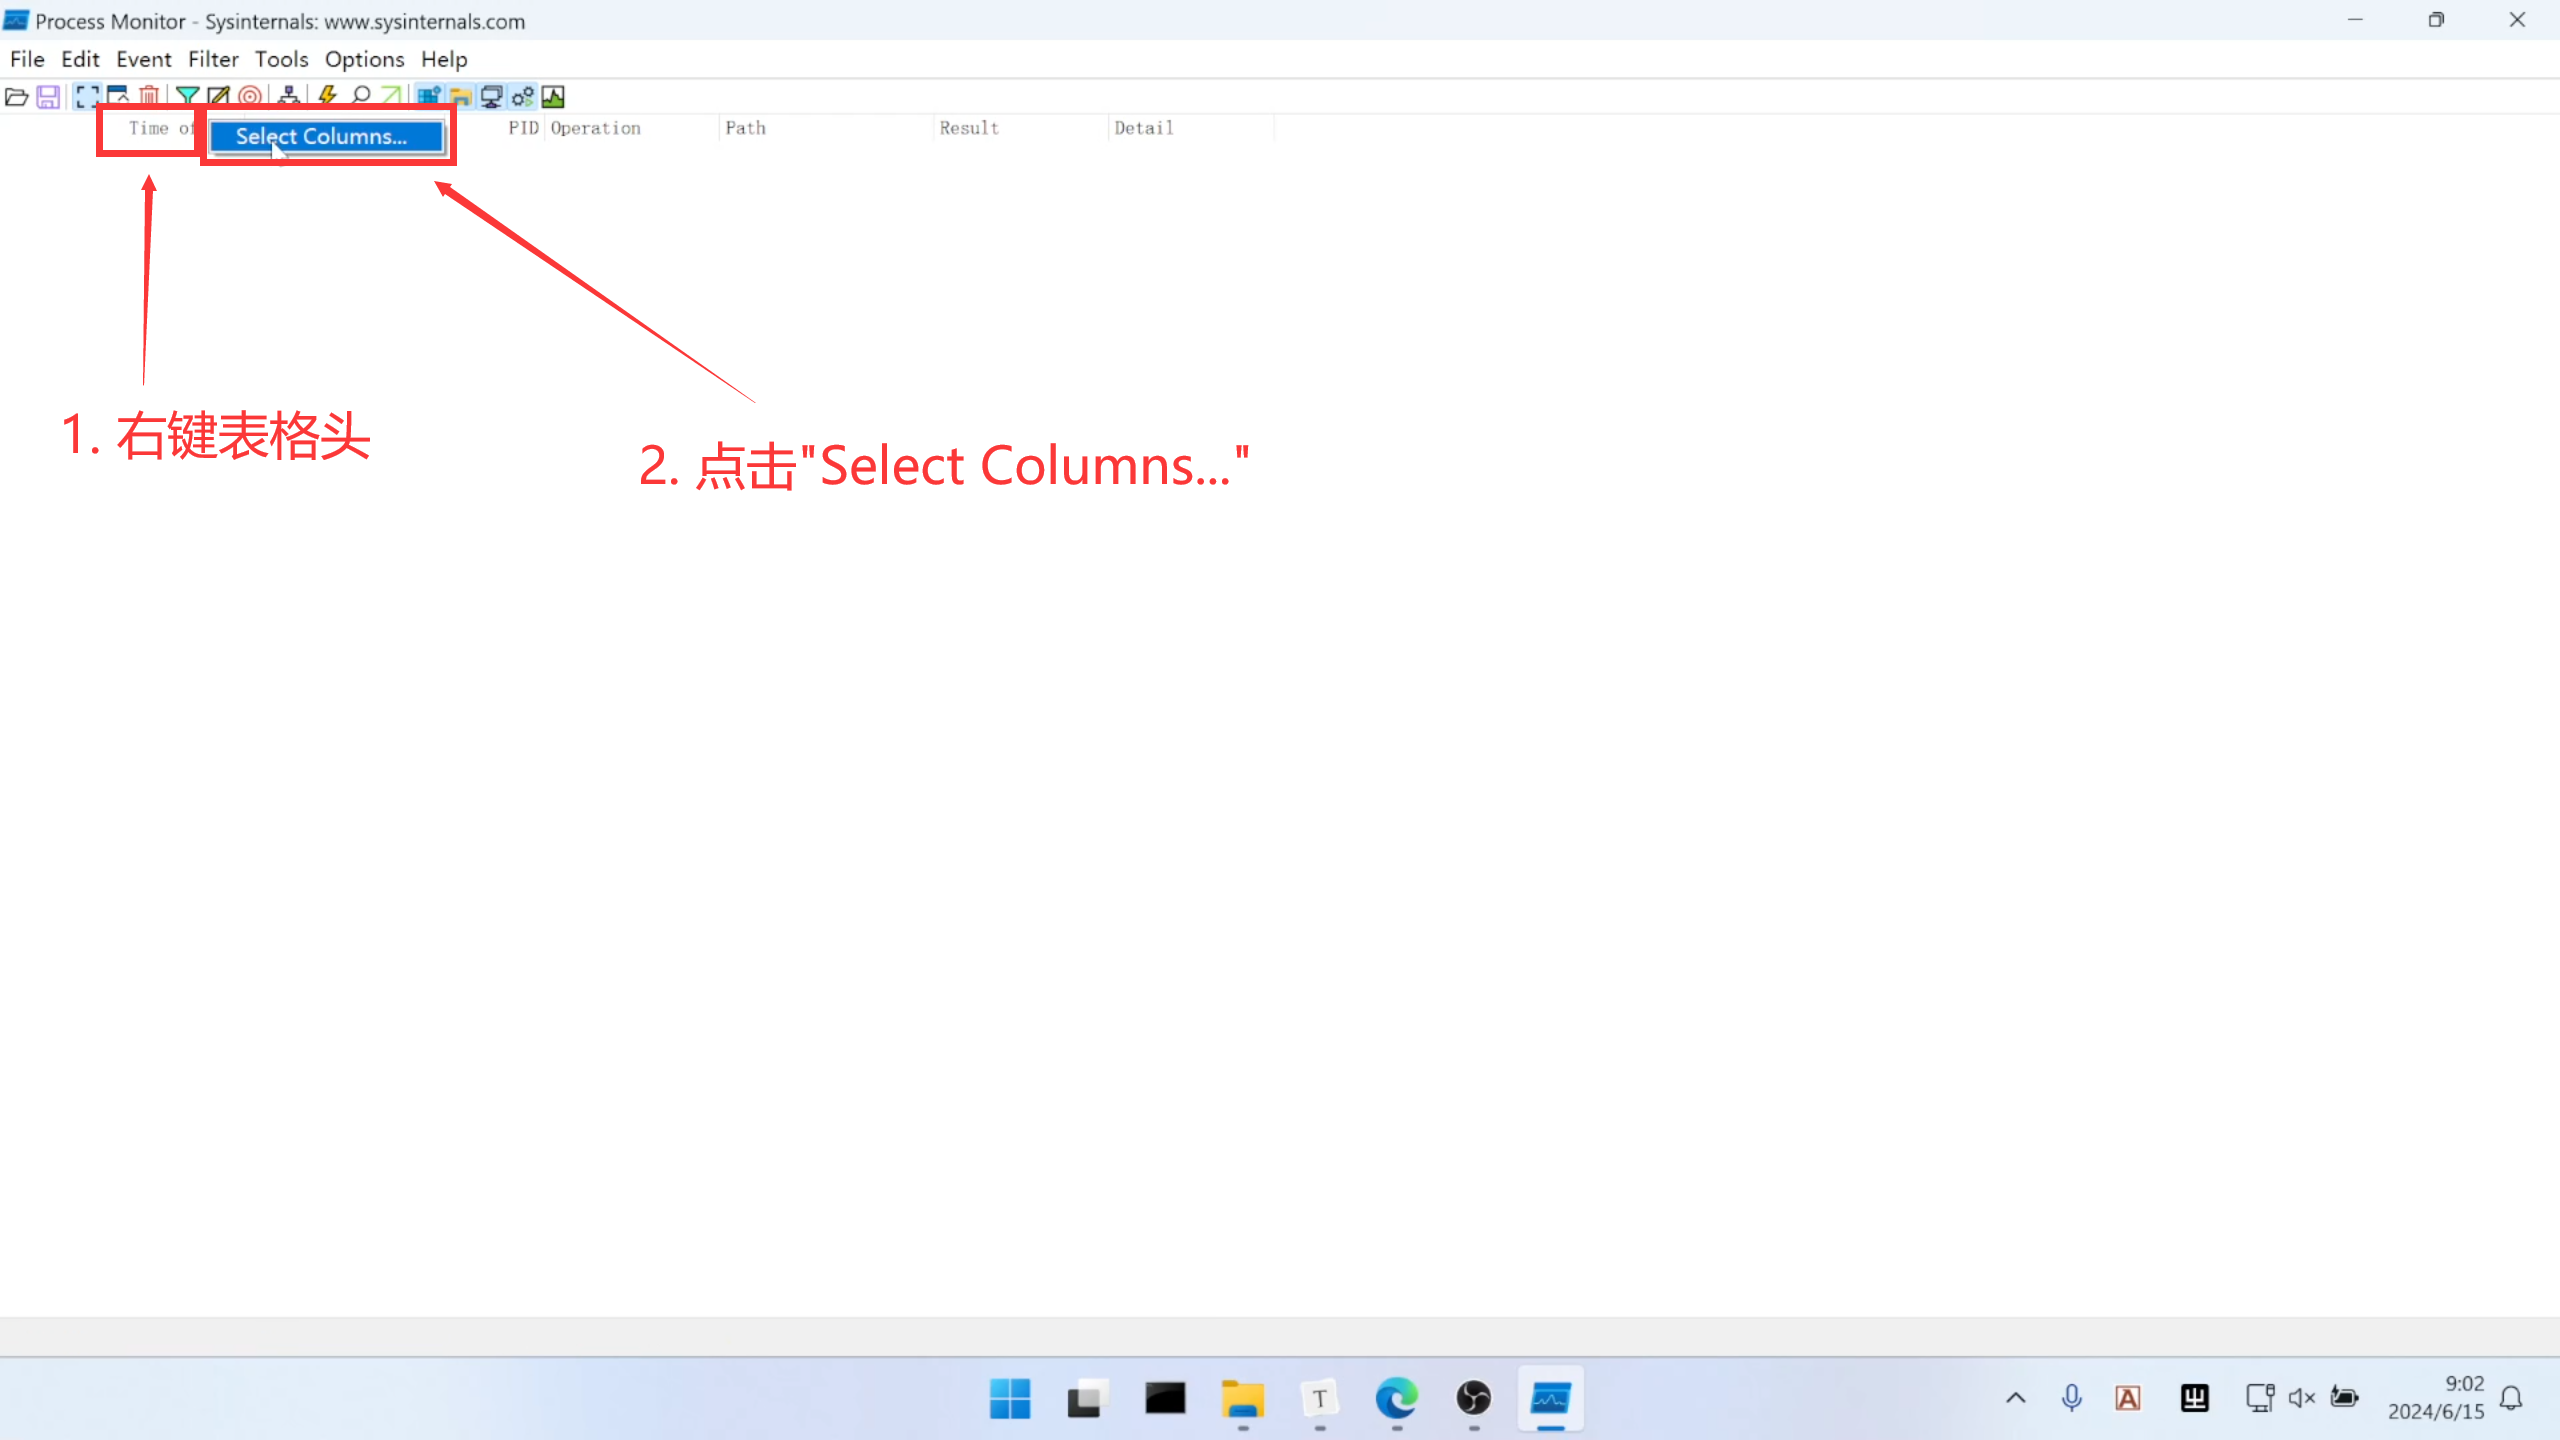 Process Monitor - Sysinternals: www.sysinternals.com
File Edit Event Filter Tools Options Help
Time of PID Operation Path Result Detail
Select Columns...
1. 右键表格头
2. 点击"Select Columns..."
T
A
9:02
2024/6/15